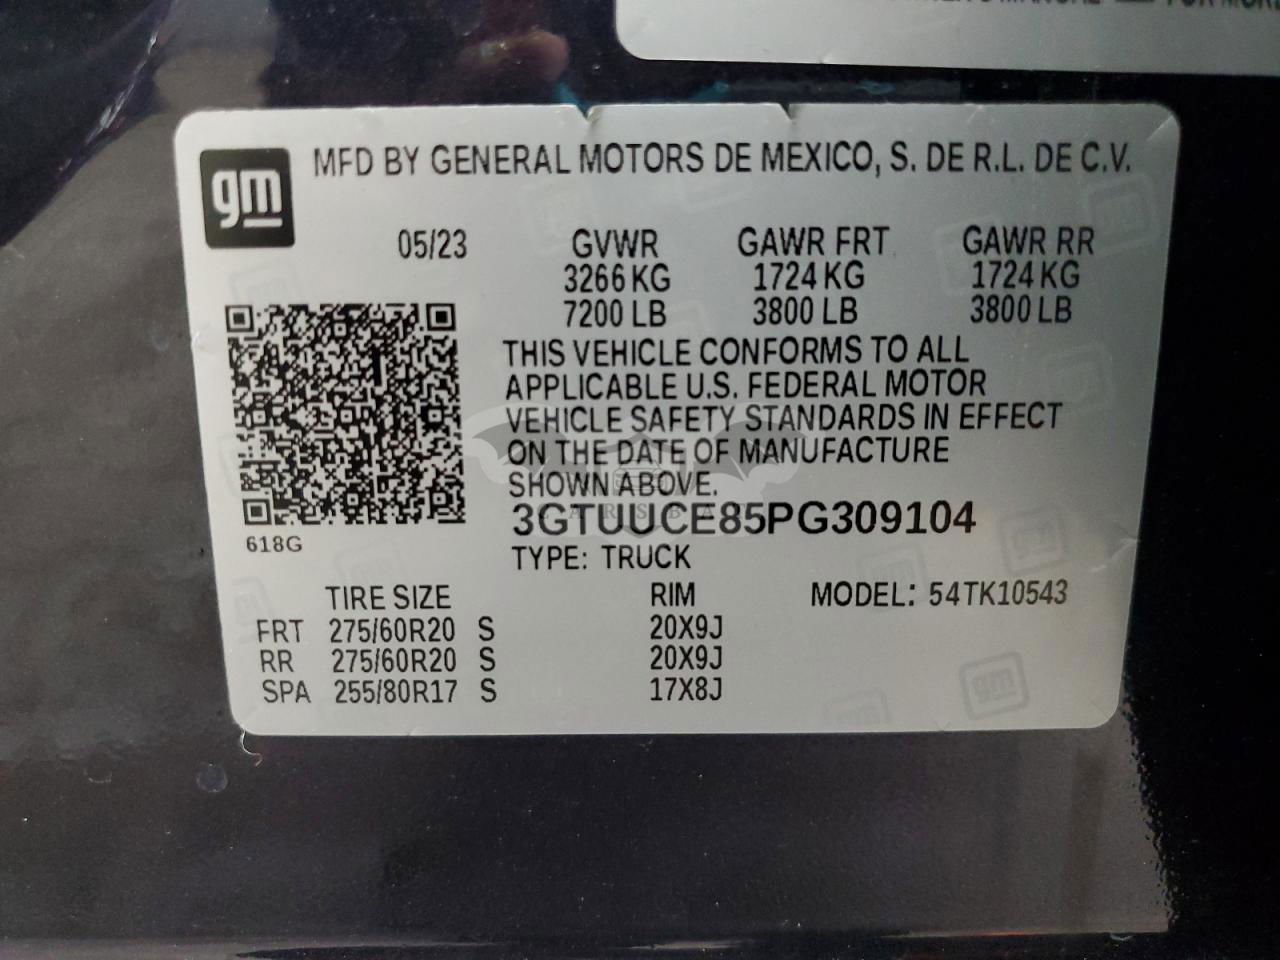 FOR MORE
gm
MFD BY GENERAL MOTORS DE MEXICO, S. DE R.L. DE C.V.
05/23 GVWR GAWR FRT GAWR RR
3266 KG 1724 KG 1724 KG
7200 LB 3800 LB 3800 LB
THIS VEHICLE CONFORMS TO ALL
APPLICABLE U.S. FEDERAL MOTOR
VEHICLE SAFETY STANDARDS IN EFFECT
ON THE DATE OF MANUFACTURE
SHOWN ABOVE.
3GTUUCE85PG309104
618G
TYPE: TRUCK
TIRE SIZE RIM MODEL: 54TK10543
FRT 275/60R20 S 20X9J
RR 275/60R20 S 20X9J
SPA 255/80R17 S 17X8J